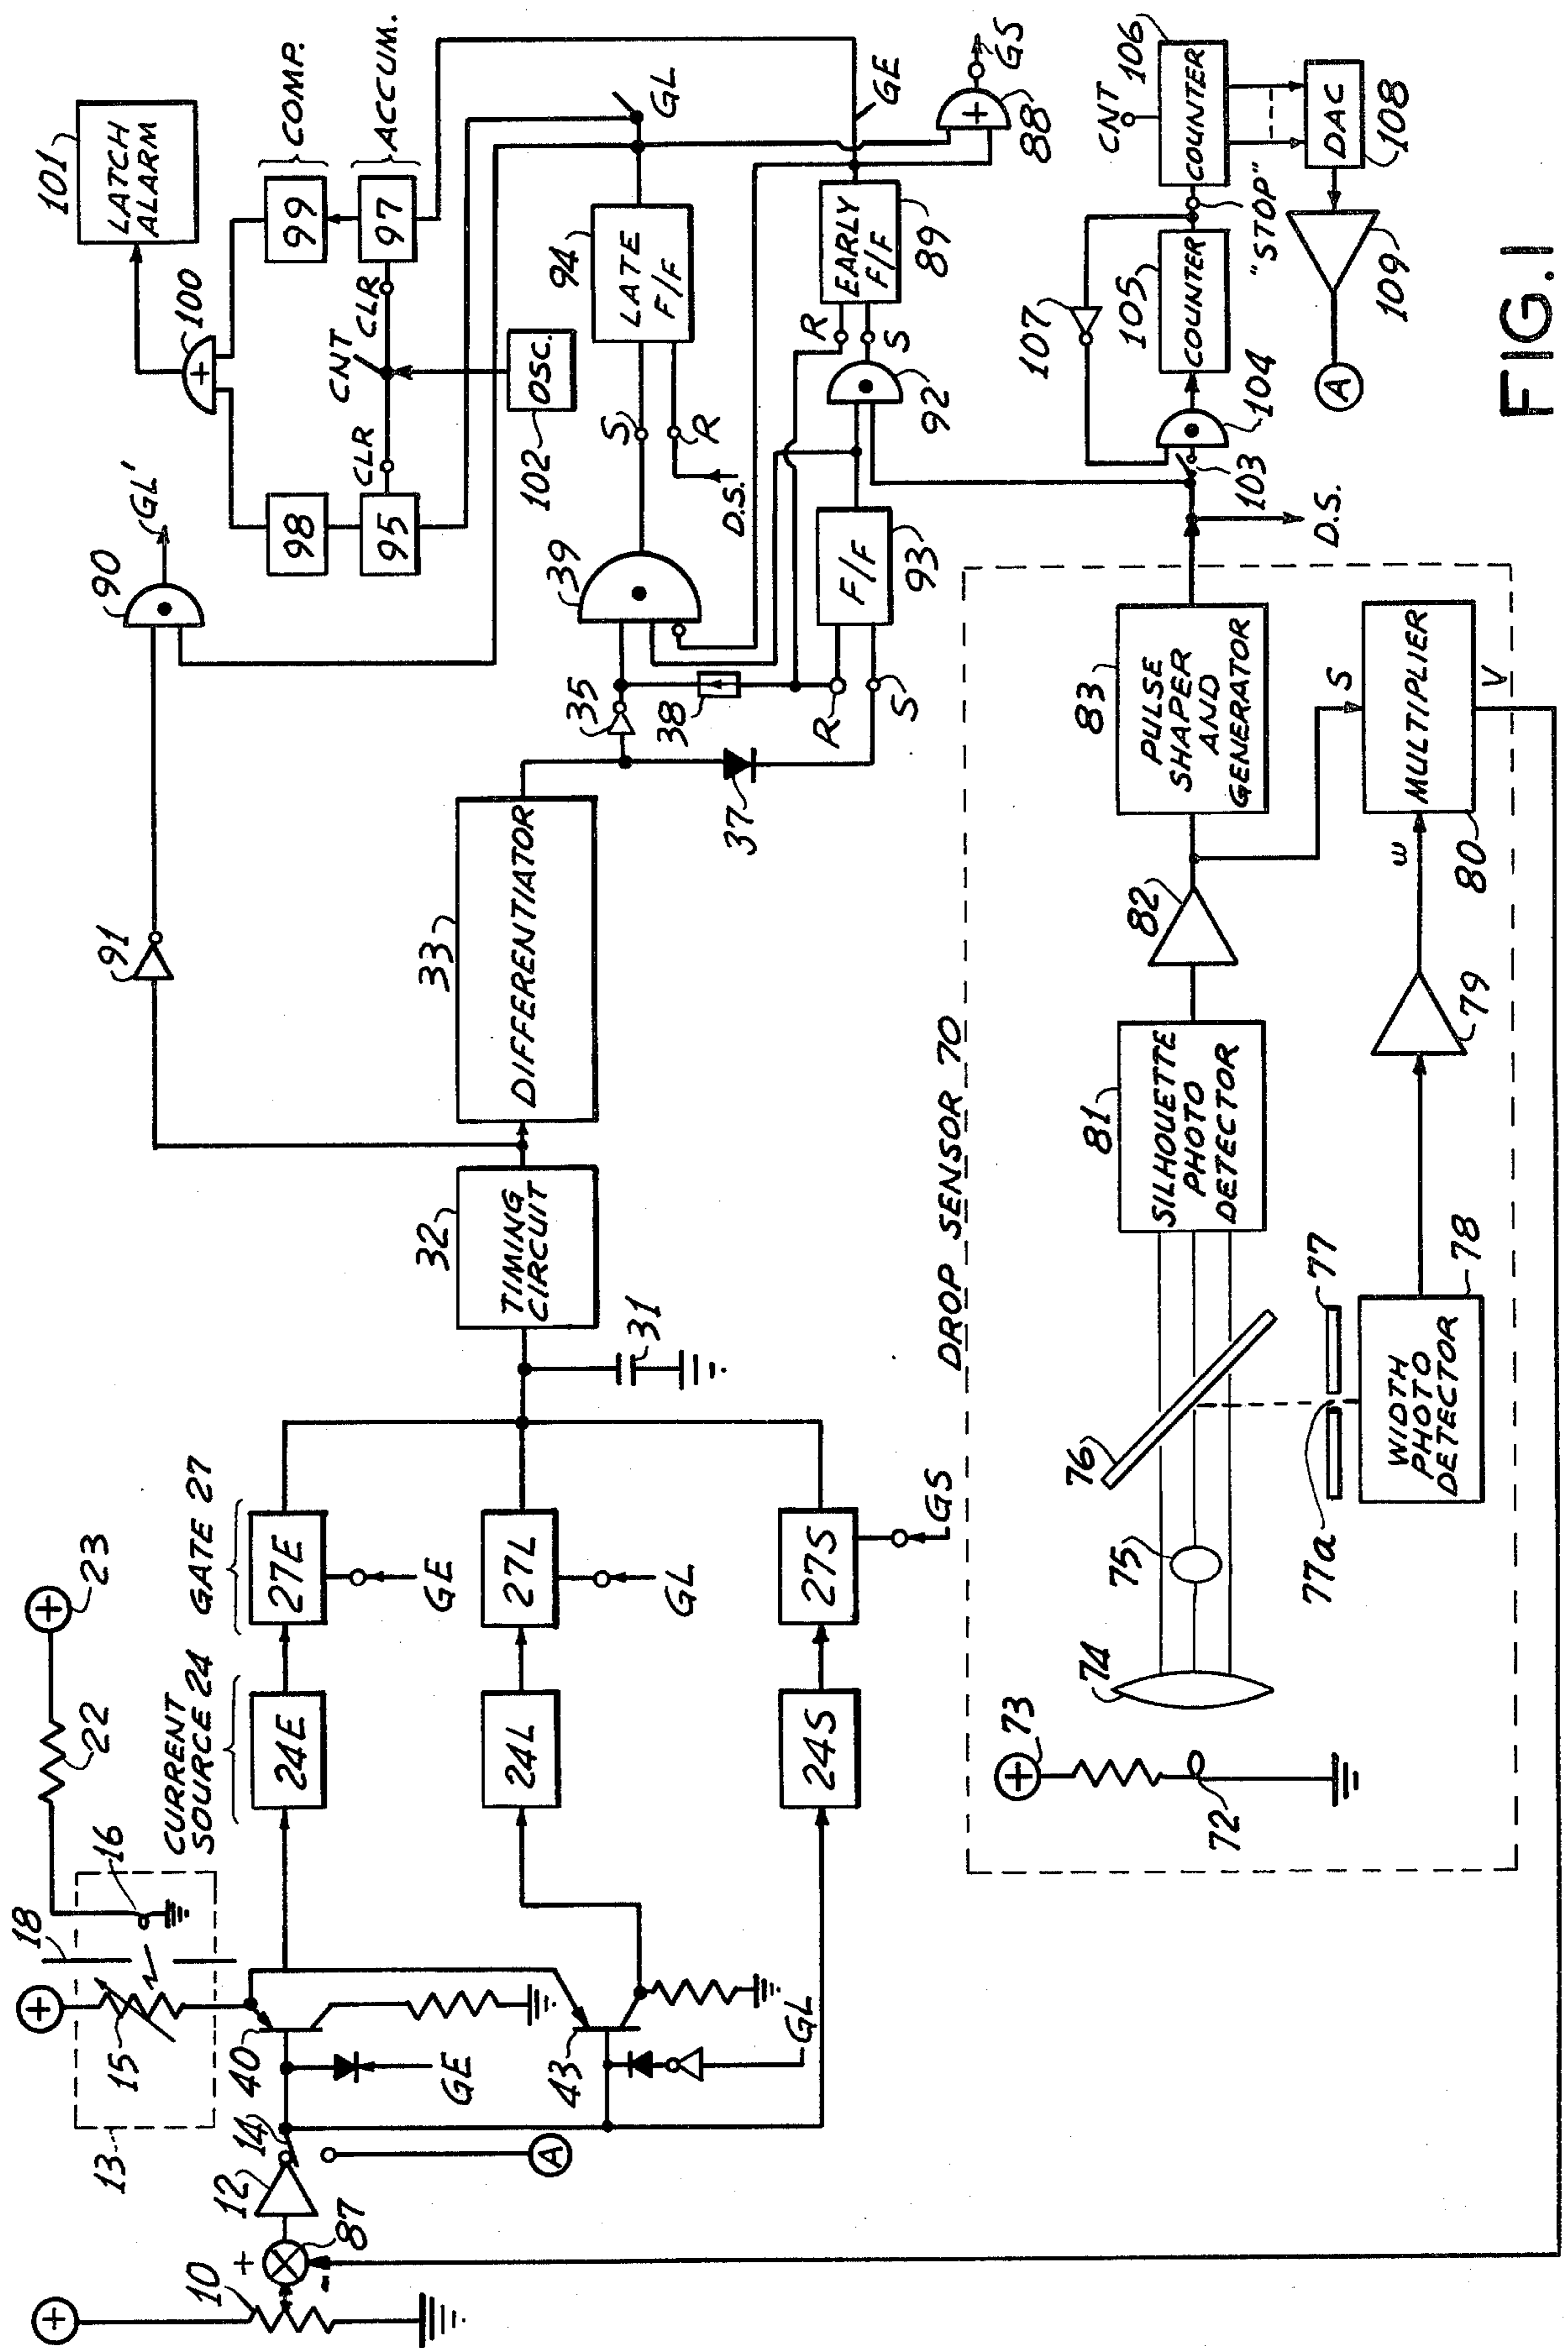 101
LATCH
ALARM
COMP.
ACCUM.
99
97
100
98
95
CLR
CNT
CLR
OSC.
102
GL'
90
91
GL
GE
GS
88
94
LATE
F/F
S
R
D.S.
39
EARLY
F/F
89
R
S
92
F/F
93
R
S
35
38
37
33
DIFFERENTIATOR
32
TIMING
CIRCUIT
31
GATE 27
27E
GE
27L
GL
27S
GS
CURRENT
SOURCE 24
24E
24L
24S
23
22
18
16
15
13
40
GE
43
GL
14
12
A
87
+
-
10
DROP SENSOR 70
73
72
74
75
76
77
77a
WIDTH
PHOTO
DETECTOR
78
79
ω
81
SILHOUETTE
PHOTO
DETECTOR
82
83
PULSE
SHAPER
AND
GENERATOR
S
MULTIPLIER
80
V
D.S.
103
104
107
105
COUNTER
"STOP"
CNT
106
COUNTER
DAC
108
109
A
FIG. 1